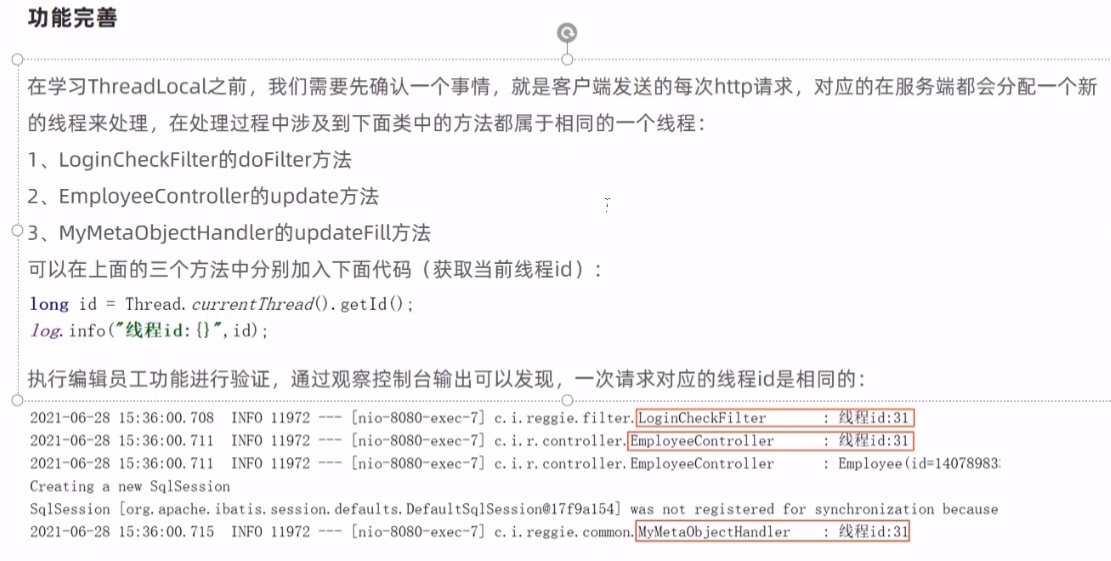 功能完善
在学习ThreadLocal之前，我们需要先确认一个事情，就是客户端发送的每次http请求，对应的在服务端都会分配一个新
的线程来处理，在处理过程中涉及到下面类中的方法都属于相同的一个线程：
1、LoginCheckFilter的doFilter方法
2、EmployeeController的update方法
3、MyMetaObjectHandler的updateFill方法
可以在上面的三个方法中分别加入下面代码（获取当前线程id）：
long id = Thread.currentThread().getId();
log.info("线程id:{}",id);
执行编辑员工功能进行验证，通过观察控制台输出可以发现，一次请求对应的线程id是相同的：
2021-06-28 15:36:00.708  INFO 11972 --- [nio-8080-exec-7] c.i.reggie.filter.LoginCheckFilter       : 线程id:31
2021-06-28 15:36:00.711  INFO 11972 --- [nio-8080-exec-7] c.i.r.controller.EmployeeController      : 线程id:31
2021-06-28 15:36:00.711  INFO 11972 --- [nio-8080-exec-7] c.i.r.controller.EmployeeController      : Employee(id=14078983
Creating a new SqlSession
SqlSession [org.apache.ibatis.session.defaults.DefaultSqlSession@17f9a154] was not registered for synchronization because
2021-06-28 15:36:00.715  INFO 11972 --- [nio-8080-exec-7] c.i.reggie.common.MyMetaObjectHandler    : 线程id:31